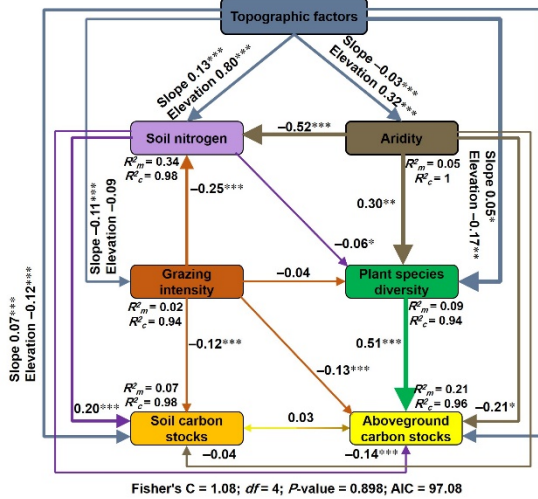 Topographic factors
Slope 0.13***
Elevation 0.80***
Slope –0.03***
Elevation 0.32***
Soil nitrogen
–0.52***
Aridity
R²m = 0.34
R²c = 0.98
R²m = 0.05
R²c = 1
Slope –0.11***
Elevation –0.09
–0.25***
0.30**
Slope 0.05*
Elevation –0.17**
–0.06*
Grazing
intensity
–0.04
Plant species
diversity
R²m = 0.02
R²c = 0.94
R²m = 0.09
R²c = 0.94
Slope 0.07***
Elevation –0.12***
–0.12***
–0.13***
0.51***
R²m = 0.07
R²c = 0.98
R²m = 0.21
R²c = 0.96
0.20***
–0.21*
Soil carbon
stocks
0.03
Aboveground
carbon stocks
–0.04
–0.14***
Fisher's C = 1.08; df = 4; P-value = 0.898; AIC = 97.08